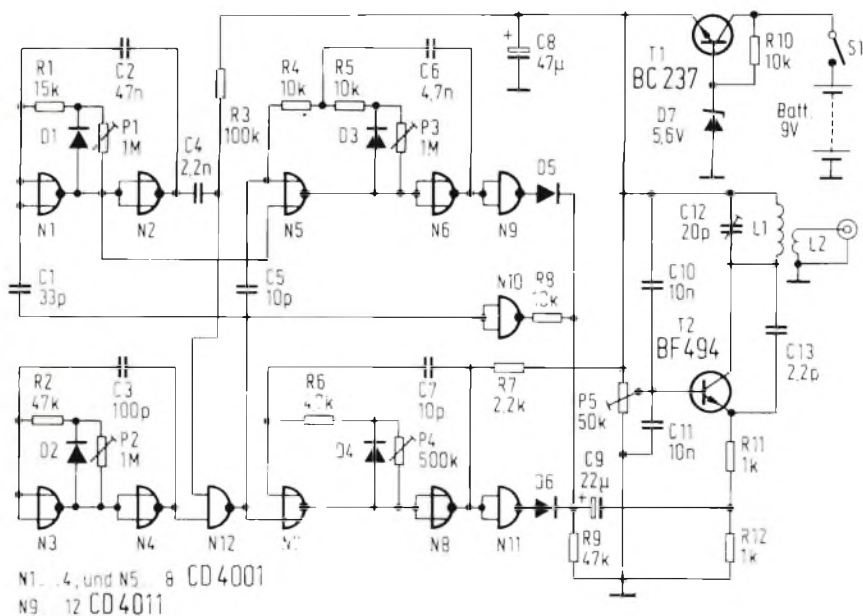 C2
47n
R1
15k
D1
P1
1M
C4
2,2n
R3
100k
R4
10k
R5
10k
C6
4,7n
D3
P3
1M
C8
47µ
T1
BC237
R10
10k
S1
D7
5,6V
Batt.
9V
N1
N2
N5
N6
N9
D5
C1
33p
C5
10p
N10
R8
C12
20p
L1
L2
C10
10n
T2
BF494
C13
2,2p
R2
47k
C3
100p
D2
P2
1M
R6
C7
10p
R7
2,2k
D4
P4
500k
P5
50k
C11
10n
C9
22µ
D6
R11
1k
R9
47k
R12
1k
N3
N4
N12
N8
N11
N1...4, und N5...8 CD4001
N9...12 CD4011